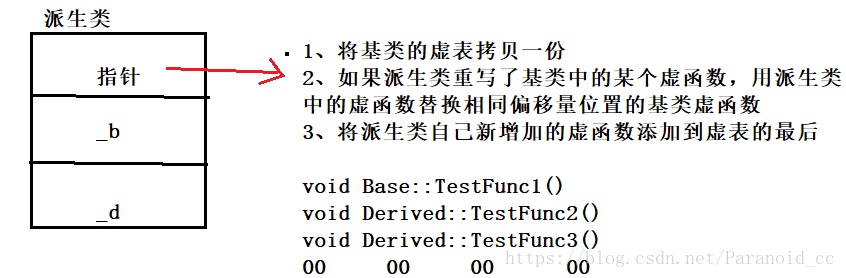 派生类
指针
_b
_d
1、将基类的虚表拷贝一份
2、如果派生类重写了基类中的某个虚函数，用派生类
中的虚函数替换相同偏移量位置的基类虚函数
3、将派生类自己新增加的虚函数添加到虚表的最后
void Base::TestFunc1()
void Derived::TestFunc2()
void Derived::TestFunc3()
00 00 00 00
https://blog.csdn.net/Paranoid_cc